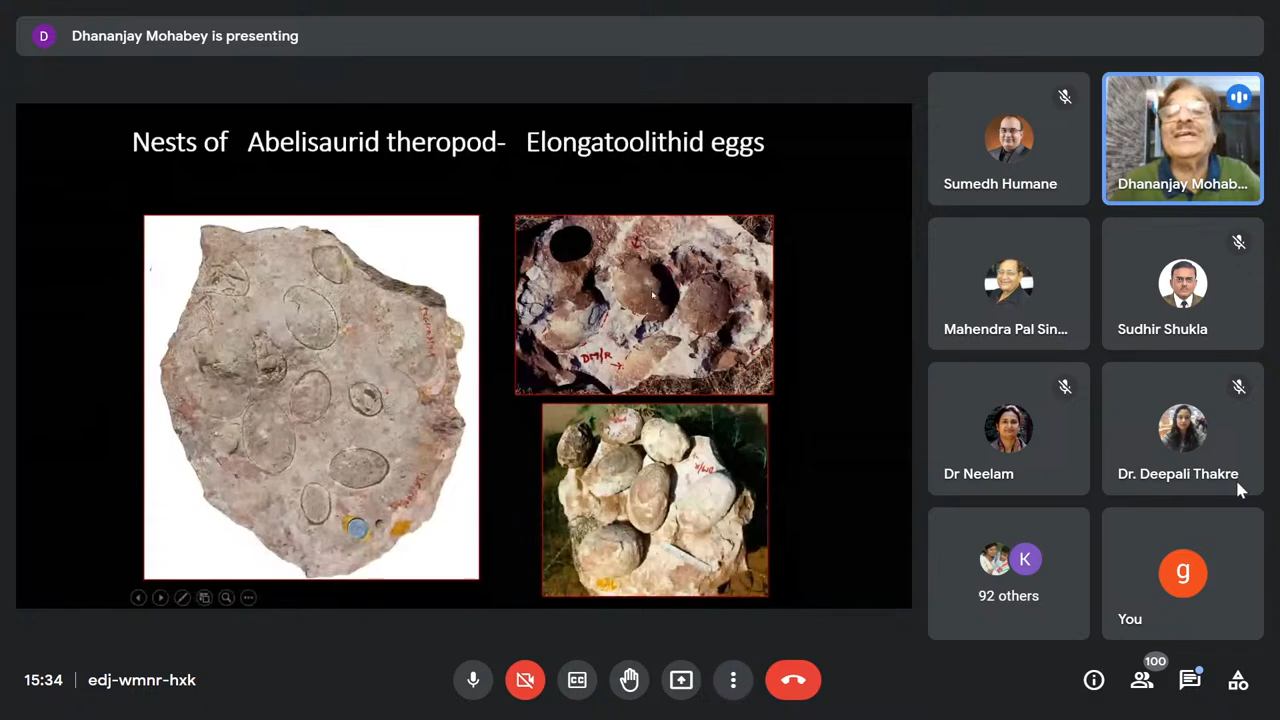 D
Dhananjay Mohabey is presenting
Nests of Abelisaurid theropod- Elongatoolithid eggs
DM/R
Sumedh Humane
Dhananjay Mohab...
Mahendra Pal Sin...
Sudhir Shukla
Dr Neelam
Dr. Deepali Thakre
K
92 others
g
You
15:34
edj-wmnr-hxk
100